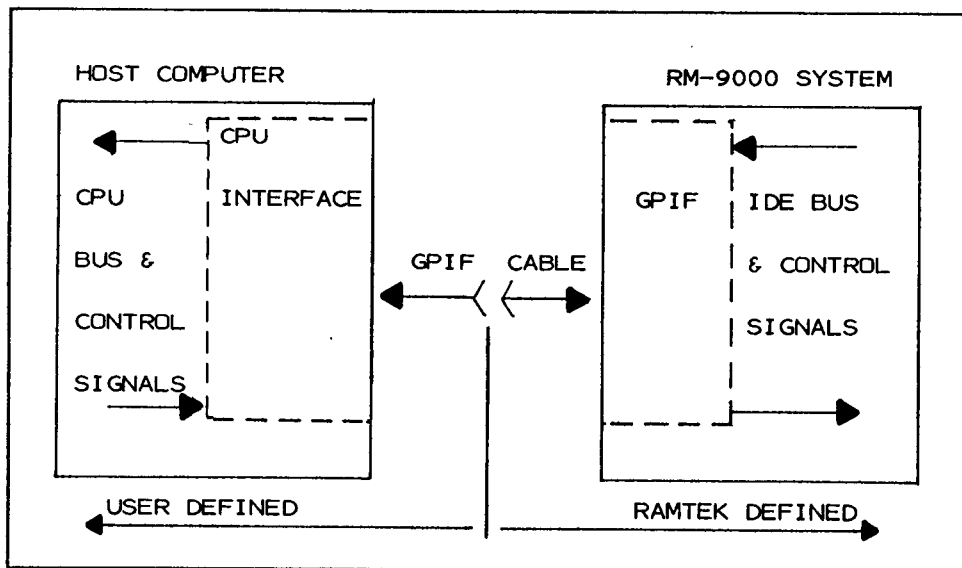 HOST COMPUTER
RM-9000 SYSTEM
CPU
INTERFACE
CPU
BUS &
CONTROL
SIGNALS
GPIF CABLE
GPIF
IDE BUS
& CONTROL
SIGNALS
USER DEFINED
RAMTEK DEFINED